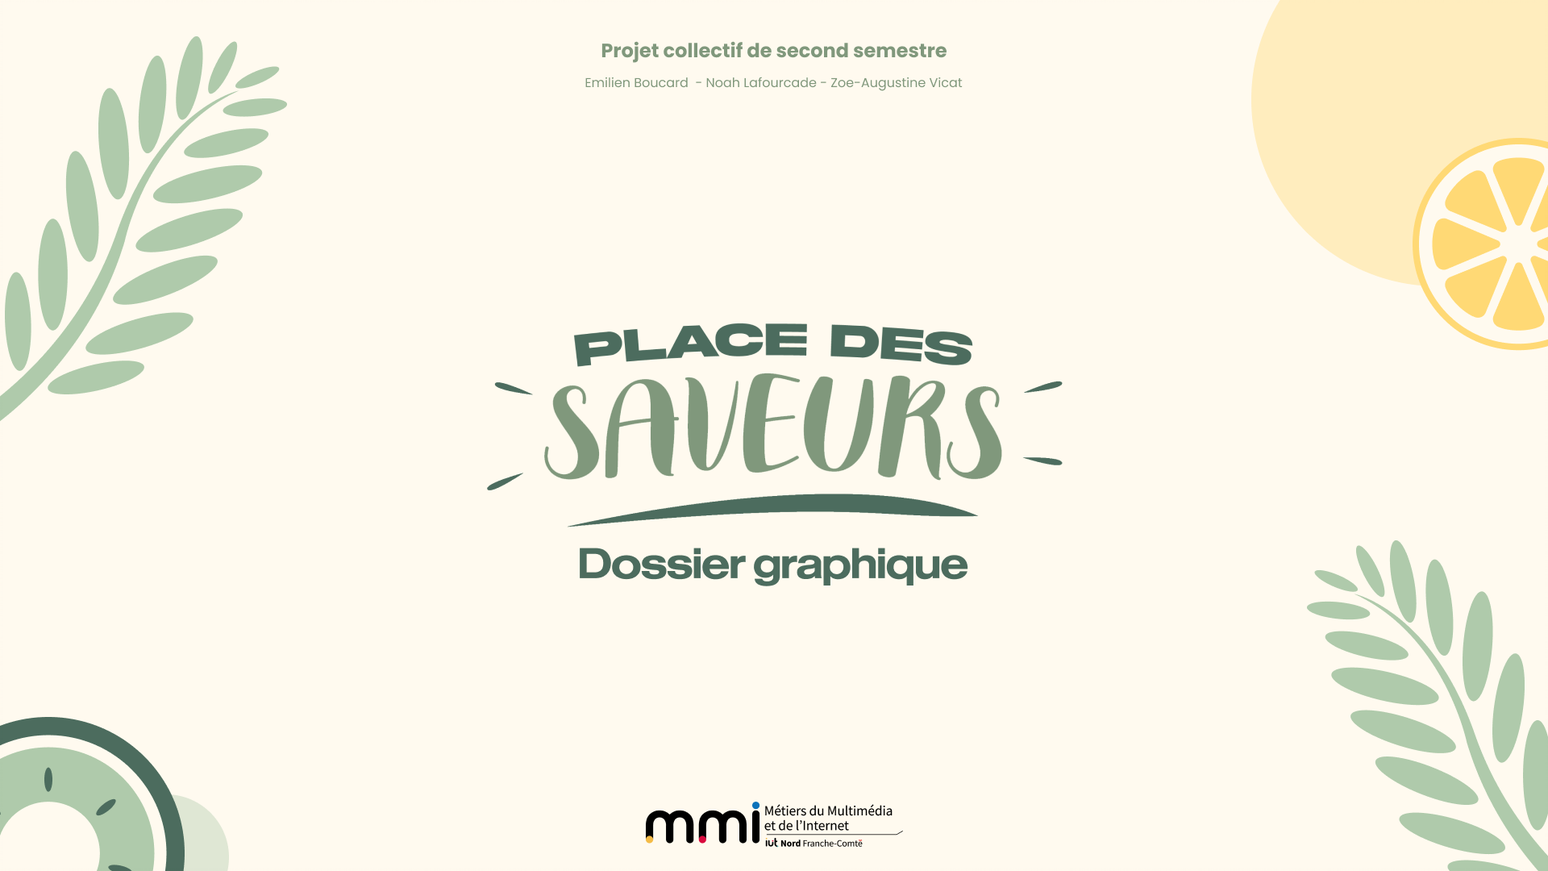 Projet collectif de second semestre
Emilien Boucard - Noah Lafourcade - Zoe-Augustine Vicat
PLACE DES
SAVEURS
Dossier graphique
mmi
Métiers du Multimédia
et de l'Internet
iut Nord Franche-Comté